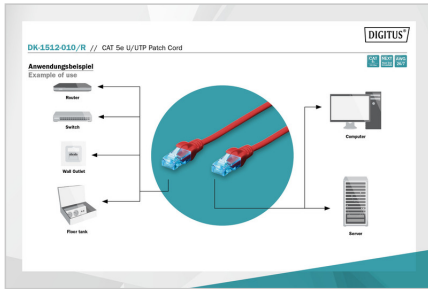 DIGITUS®
DK-1512-010/R // CAT 5e U/UTP Patch Cord
Anwendungsbeispiel
Example of use
Router
Switch
Wall Outlet
Floor tank
Computer
Server